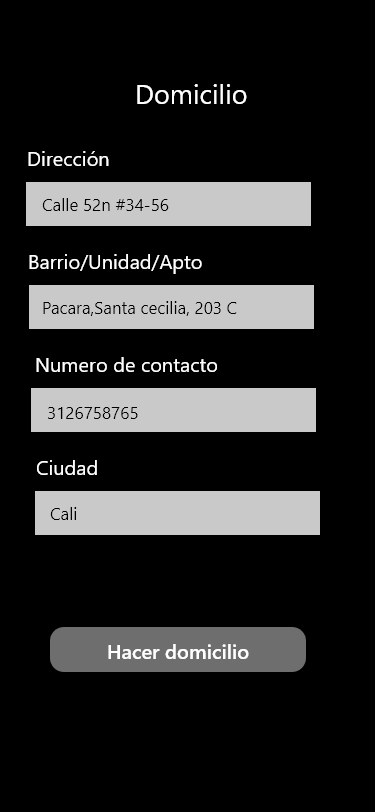 Domicilio
Dirección
Calle 52n #34-56
Barrio/Unidad/Apto
Pacara,Santa cecilia, 203 C
Numero de contacto
3126758765
Ciudad
Cali
Hacer domicilio